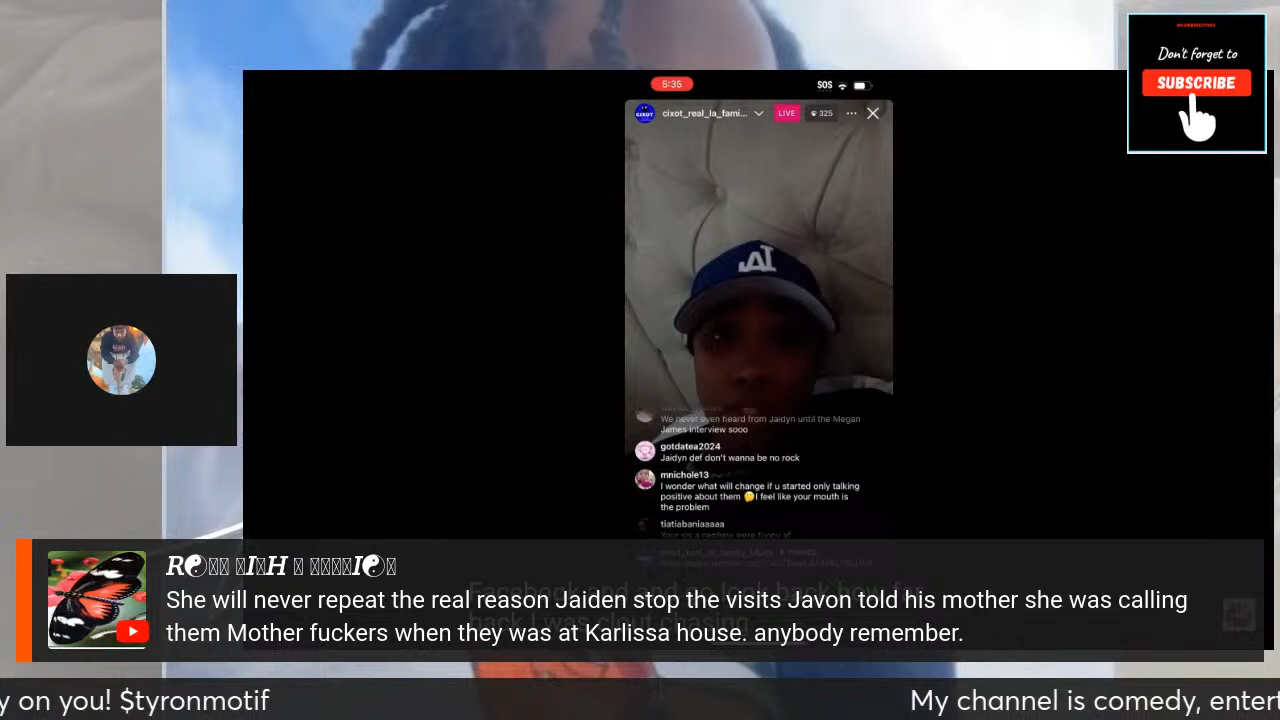 Don't forget to
SUBSCRIBE
5:35
SOS
CIXOT
cixot_real_la_fami...
LIVE
325
LA
We never even heard from Jaidyn until the Megan
James interview sooo
gotdatea2024
Jaidyn def don't wanna be no rock
mnichole13
I wonder what will change if u started only talking
positive about them 🤔I feel like your mouth is
the problem
tiatiabaniaaaaa
Your sis a nephew were funny af
She will never repeat the real reason Jaiden stop the visits Javon told his mother she was calling
them Mother fuckers when they was at Karlissa house. anybody remember.
y on you! $tyronmotif
My channel is comedy, enter